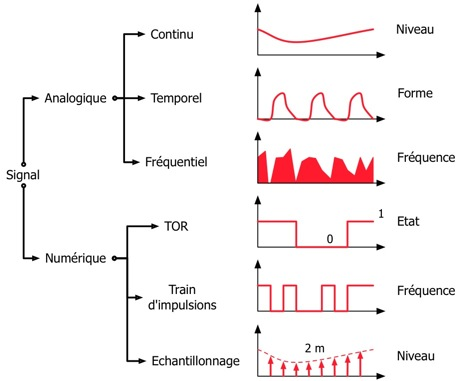 Continu
Niveau
Analogique
Temporel
Forme
Fréquentiel
Fréquence
Signal
TOR
1
0
Etat
Numérique
Train
d'impulsions
Fréquence
Echantillonnage
2 m
Niveau